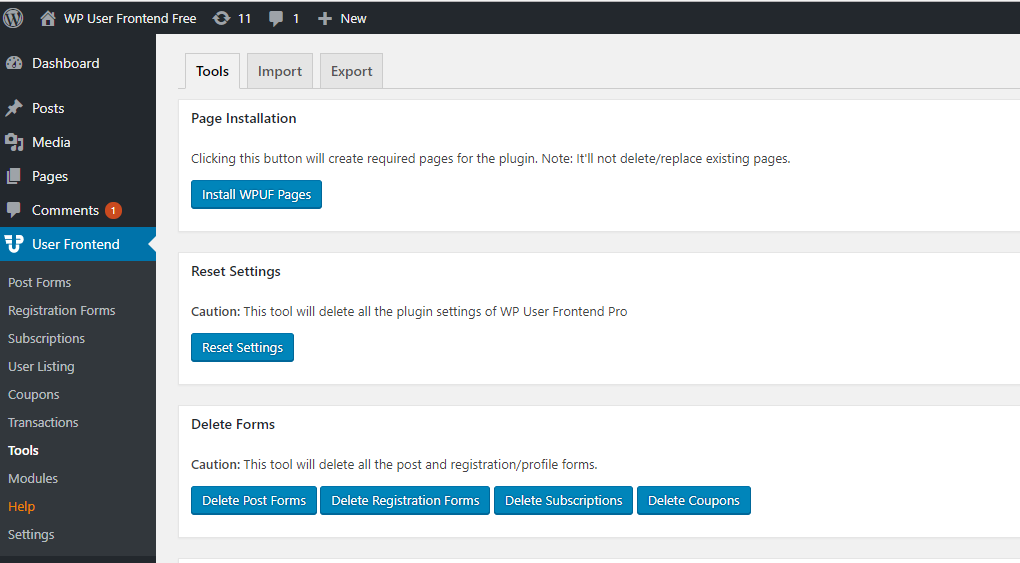 WP User Frontend Free 11 1 New
Dashboard
Posts
Media
Pages
Comments 1
User Frontend
Post Forms
Registration Forms
Subscriptions
User Listing
Coupons
Transactions
Tools
Modules
Help
Settings
Tools Import Export
Page Installation
Clicking this button will create required pages for the plugin. Note: It'll not delete/replace existing pages.
Install WPUF Pages
Reset Settings
Caution: This tool will delete all the plugin settings of WP User Frontend Pro
Reset Settings
Delete Forms
Caution: This tool will delete all the post and registration/profile forms.
Delete Post Forms Delete Registration Forms Delete Subscriptions Delete Coupons